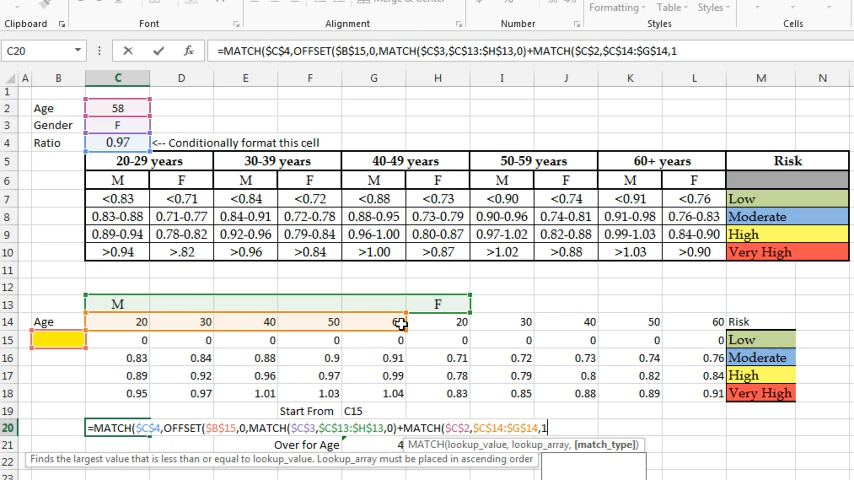 Merge & Center
Formatting Table Styles
Cells
Clipboard Font Alignment Number Styles Cells
C20 fx =MATCH($C$4,OFFSET($B$15,0,MATCH($C$3,$C$13:$H$13,0)+MATCH($C$2,$C$14:$G$14,1
A B C D E F G H I J K L M N
1
2 Age 58
3 Gender F
4 Ratio 0.97 <-- Conditionally format this cell
5 20-29 years 30-39 years 40-49 years 50-59 years 60+ years Risk
6 M F M F M F M F M F
7 <0.83 <0.71 <0.84 <0.72 <0.88 <0.73 <0.90 <0.74 <0.91 <0.76 Low
8 0.83-0.88 0.71-0.77 0.84-0.91 0.72-0.78 0.88-0.95 0.73-0.79 0.90-0.96 0.74-0.81 0.91-0.98 0.76-0.83 Moderate
9 0.89-0.94 0.78-0.82 0.92-0.96 0.79-0.84 0.96-1.00 0.80-0.87 0.97-1.02 0.82-0.88 0.99-1.03 0.84-0.90 High
10 >0.94 >.82 >0.96 >0.84 >1.00 >0.87 >1.02 >0.88 >1.03 >0.90 Very High
11
12
13 M F
14 Age 20 30 40 50 20 30 40 50 60 Risk
15 0 0 0 0 0 0 0 0 0 0 Low
16 0.83 0.84 0.88 0.9 0.91 0.71 0.72 0.73 0.74 0.76 Moderate
17 0.89 0.92 0.96 0.97 0.99 0.78 0.79 0.8 0.82 0.84 High
18 0.95 0.97 1.01 1.03 1.04 0.83 0.85 0.88 0.89 0.91 Very High
19 Start From C15
20 =MATCH($C$4,OFFSET($B$15,0,MATCH($C$3,$C$13:$H$13,0)+MATCH($C$2,$C$14:$G$14,1
21 Over for Age 4 MATCH(lookup_value, lookup_array, [match_type])
22 Finds the largest value that is less than or equal to lookup_value. Lookup_array must be placed in ascending order
23